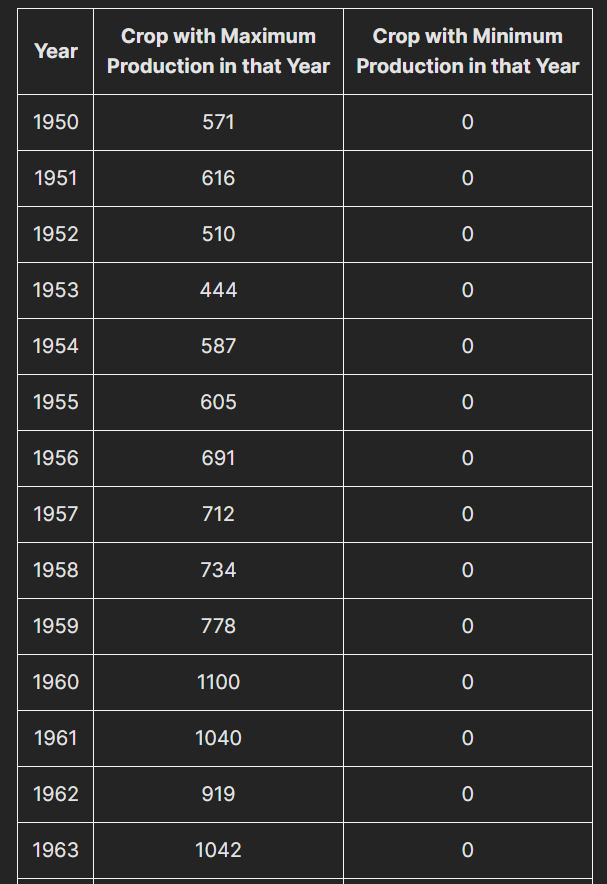 Year Crop with Maximum Production in that Year Crop with Minimum Production in that Year
1950 571 0
1951 616 0
1952 510 0
1953 444 0
1954 587 0
1955 605 0
1956 691 0
1957 712 0
1958 734 0
1959 778 0
1960 1100 0
1961 1040 0
1962 919 0
1963 1042 0